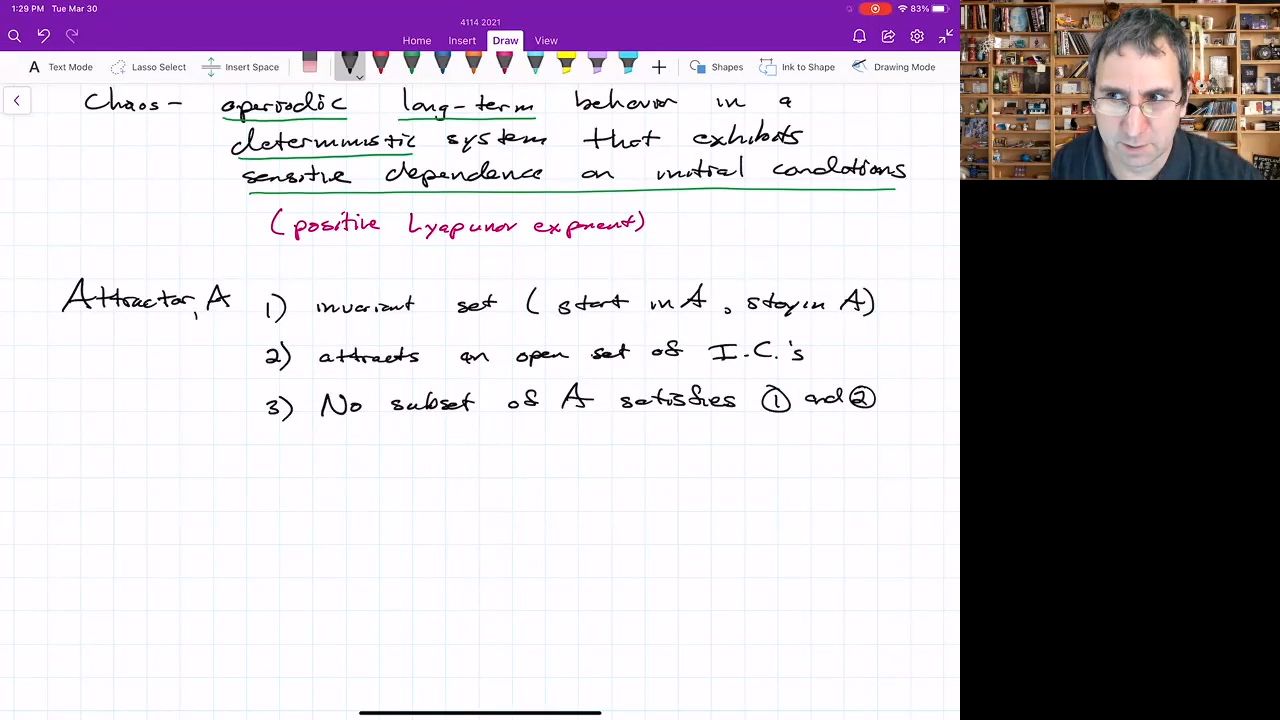 1:29 PM Tue Mar 30
83%
4114 2021
Home Insert Draw View
Text Mode Lasso Select Insert Space Shapes Ink to Shape Drawing Mode
Chaos - aperiodic long-term behavior in a
deterministic system that exhibits
sensitive dependence on initial conditions
(positive Lyapunov exponent)
Attractor, A 1) invariant set (start in A, stay in A)
2) attracts an open set of I.C.'s
3) No subset of A satisfies ① and ②